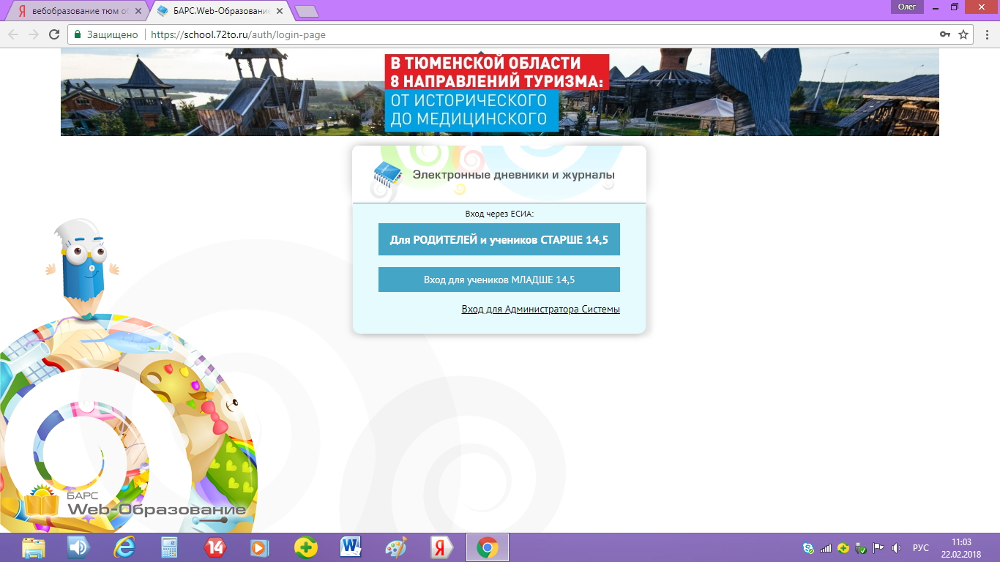 вебобразование тюм об
БАРС.Web-Образование
Олег
Защищено
https://school.72to.ru/auth/login-page
В ТЮМЕНСКОЙ ОБЛАСТИ
8 НАПРАВЛЕНИЙ ТУРИЗМА:
ОТ ИСТОРИЧЕСКОГО
ДО МЕДИЦИНСКОГО
Электронные дневники и журналы
Вход через ЕСИА:
Для РОДИТЕЛЕЙ и учеников СТАРШЕ 14,5
Вход для учеников МЛАДШЕ 14,5
Вход для Администратора Системы
БАРС
Web-Образование
14
Я
РУС
11:03
22.02.2018